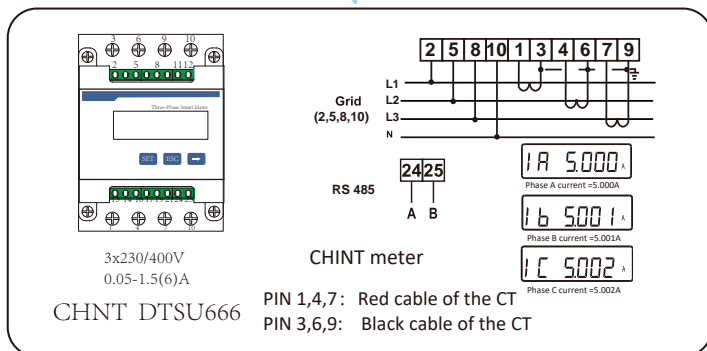 3 6 9 10
2 5 8 11 12
Three-Phase Smart Meter
SET ESC
1 4 7 10
3x230/400V
0.05-1.5(6)A
CHNT DTSU666
2 5 8 10 1 3 4 6 7 9
L1
L2
L3
N
Grid
(2,5,8,10)
24 25
RS 485
A B
IA 5.000 A
Phase A current =5.000A
Ib 5.001 A
Phase B current =5.001A
IC 5.002 A
Phase C current =5.002A
CHINT meter
PIN 1,4,7: Red cable of the CT
PIN 3,6,9: Black cable of the CT